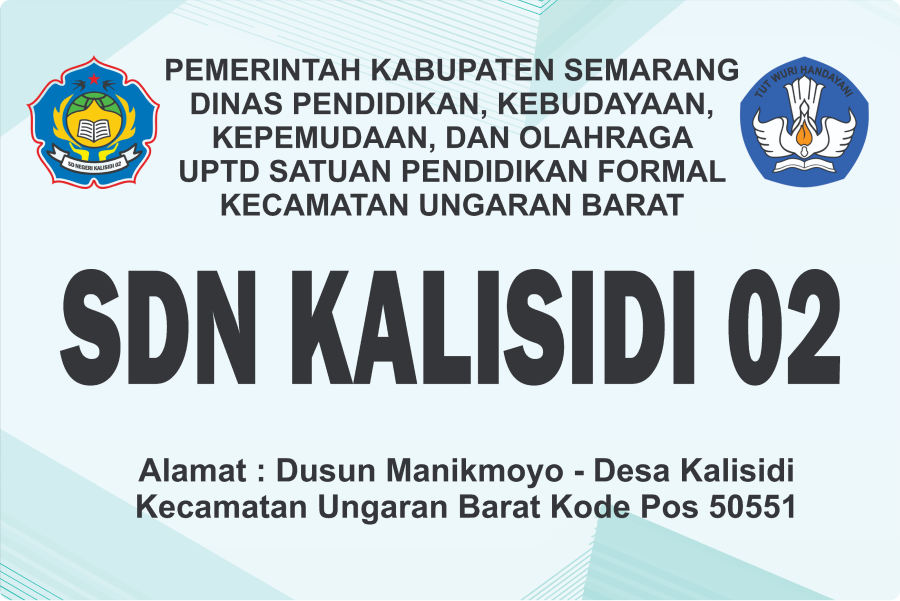 PEMERINTAH KABUPATEN SEMARANG
DINAS PENDIDIKAN, KEBUDAYAAN,
KEPEMUDAAN, DAN OLAHRAGA
UPTD SATUAN PENDIDIKAN FORMAL
KECAMATAN UNGARAN BARAT
SD NEGERI KALISIDI 02
TUT WURI HANDAYANI
SDN KALISIDI 02
Alamat : Dusun Manikmoyo - Desa Kalisidi
Kecamatan Ungaran Barat Kode Pos 50551